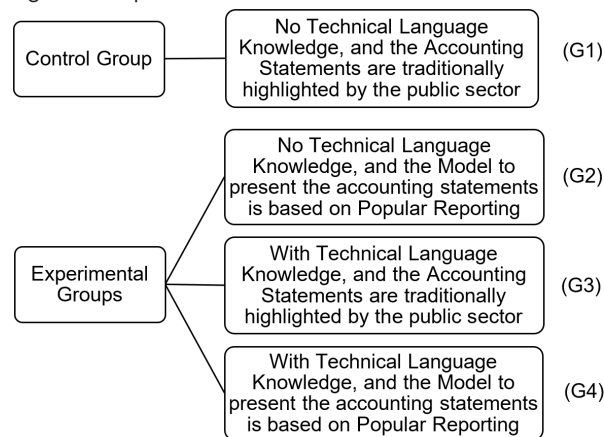 Control Group
No Technical Language
Knowledge, and the Accounting
Statements are traditionally
highlighted by the public sector
(G1)
No Technical Language
Knowledge, and the Model to
present the accounting statements
is based on Popular Reporting
(G2)
Experimental
Groups
With Technical Language
Knowledge, and the Accounting
Statements are traditionally
highlighted by the public sector
(G3)
With Technical Language
Knowledge, and the Model to
present the accounting statements
is based on Popular Reporting
(G4)